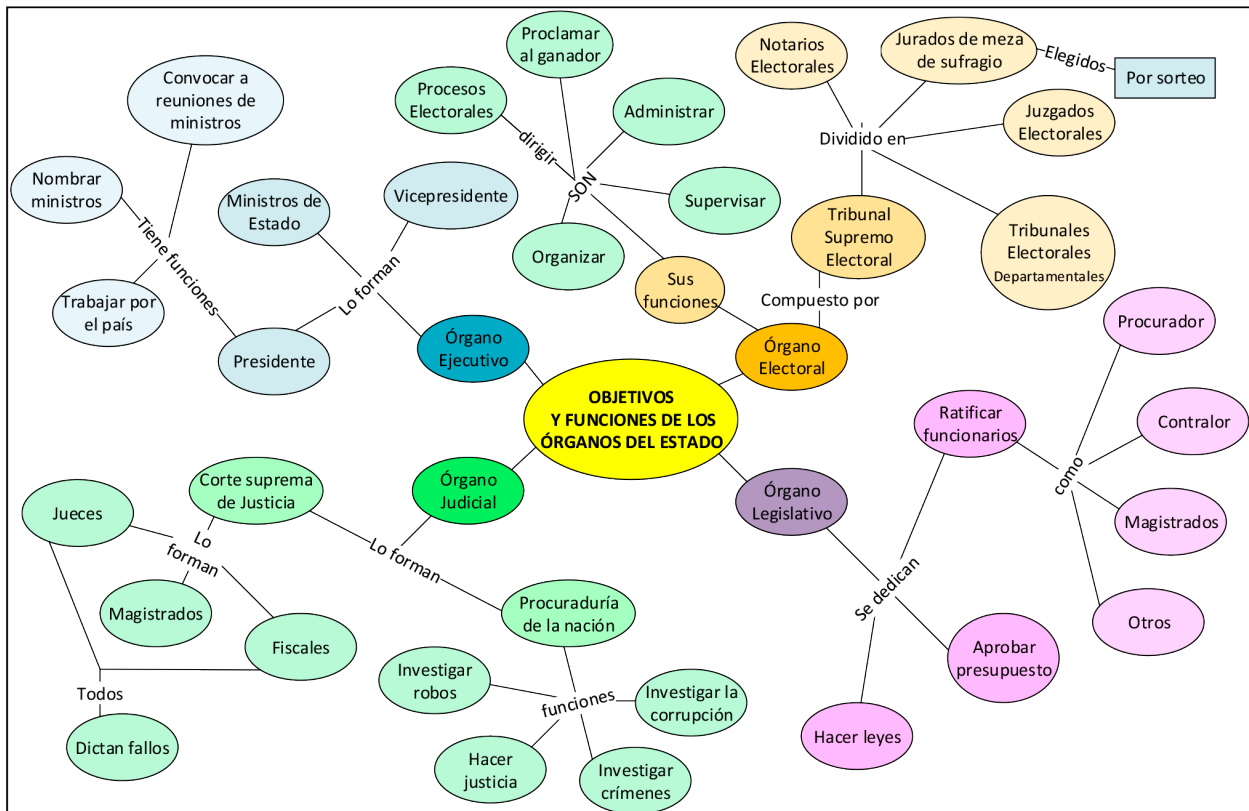 OBJETIVOS
Y FUNCIONES DE LOS
ÓRGANOS DEL ESTADO
Órgano
Ejecutivo
Lo forman
Ministros de
Estado
Vicepresidente
Presidente
Tiene funciones
Convocar a
reuniones de
ministros
Nombrar
ministros
Trabajar por
el país
Órgano
Electoral
Sus
funciones
SON
dirigir
Procesos
Electorales
Proclamar
al ganador
Administrar
Supervisar
Organizar
Compuesto por
Tribunal
Supremo
Electoral
Dividido en
Notarios
Electorales
Jurados de meza
de sufragio
Elegidos
Por sorteo
Juzgados
Electorales
Tribunales
Electorales
Departamentales
Órgano
Judicial
Lo forman
Corte suprema
de Justicia
Lo
forman
Jueces
Magistrados
Fiscales
Todos
Dictan fallos
Procuraduría
de la nación
funciones
Investigar
robos
Investigar la
corrupción
Hacer
justicia
Investigar
crímenes
Órgano
Legislativo
Se dedican
Ratificar
funcionarios
como
Procurador
Contralor
Magistrados
Otros
Aprobar
presupuesto
Hacer leyes